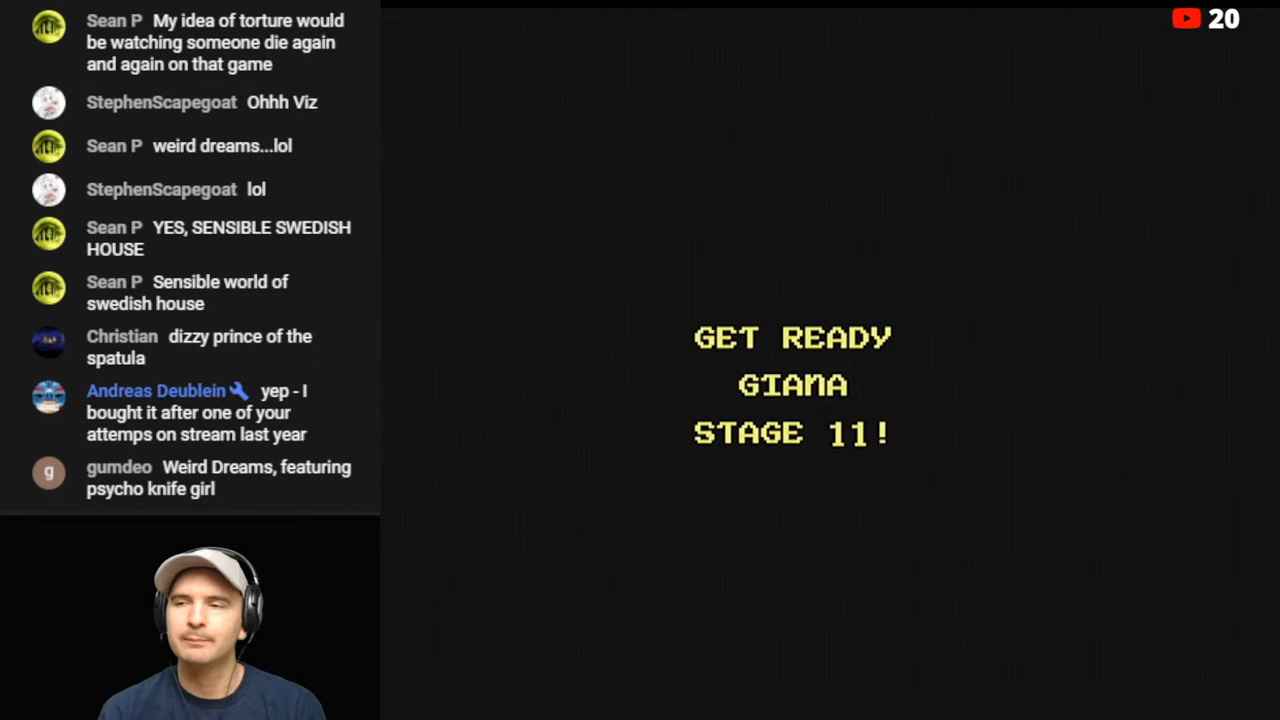 Sean P My idea of torture would
be watching someone die again
and again on that game
StephenScapegoat Ohhh Viz
Sean P weird dreams...lol
StephenScapegoat lol
Sean P YES, SENSIBLE SWEDISH
HOUSE
Sean P Sensible world of
swedish house
Christian dizzy prince of the
spatula
Andreas Deublein yep - I
bought it after one of your
attemps on stream last year
g gumdeo Weird Dreams, featuring
psycho knife girl
20
GET READY
GIANA
STAGE 11!